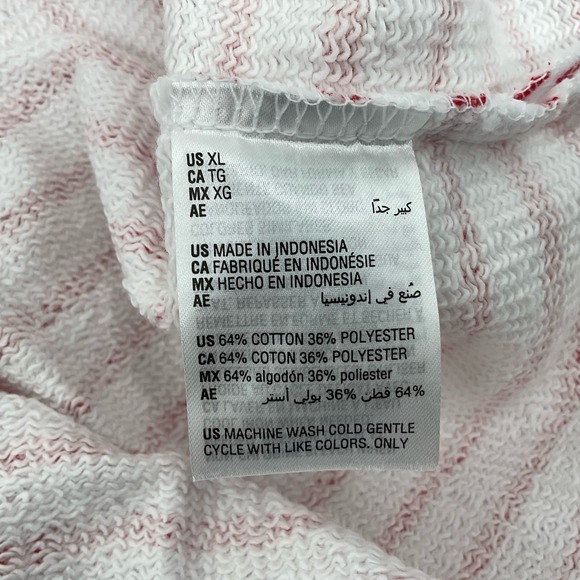 US XL
CA TG
MX XG
AE كبير جدًا
US MADE IN INDONESIA
CA FABRIQUÉ EN INDONÉSIE
MX HECHO EN INDONESIA
AE صُنع في إندونيسيا
US 64% COTTON 36% POLYESTER
CA 64% COTON 36% POLYESTER
MX 64% algodón 36% poliester
AE 64% قطن 36% بولي أستر
US MACHINE WASH COLD GENTLE
CYCLE WITH LIKE COLORS. ONLY